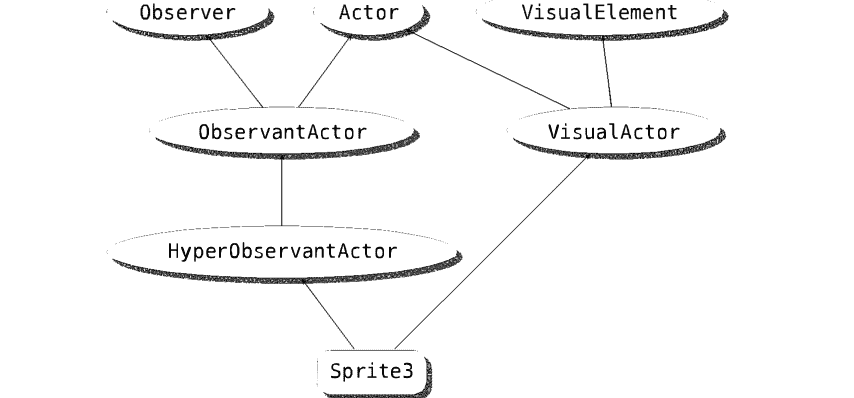 Observer Actor VisualElement
ObservantActor VisualActor
HyperObservantActor
Sprite3